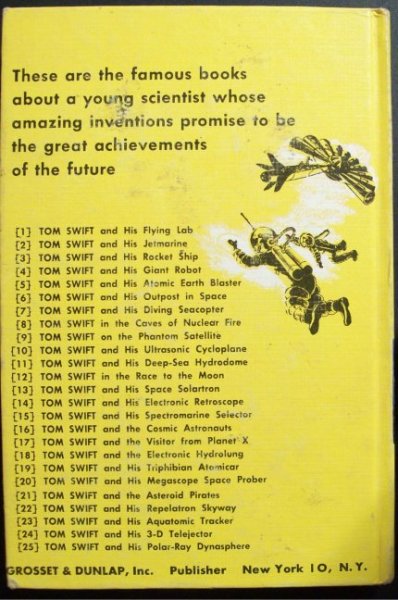 These are the famous books
about a young scientist whose
amazing inventions promise to be
the great achievements
of the future
[1] TOM SWIFT and His Flying Lab
[2] TOM SWIFT and His Jetmarine
[3] TOM SWIFT and His Rocket Ship
[4] TOM SWIFT and His Giant Robot
[5] TOM SWIFT and His Atomic Earth Blaster
[6] TOM SWIFT and His Outpost in Space
[7] TOM SWIFT and His Diving Seacopter
[8] TOM SWIFT in the Caves of Nuclear Fire
[9] TOM SWIFT on the Phantom Satellite
[10] TOM SWIFT and His Ultrasonic Cycloplane
[11] TOM SWIFT and His Deep-Sea Hydrodome
[12] TOM SWIFT in the Race to the Moon
[13] TOM SWIFT and His Space Solartron
[14] TOM SWIFT and His Electronic Retroscope
[15] TOM SWIFT and His Spectromarine Selector
[16] TOM SWIFT and the Cosmic Astronauts
[17] TOM SWIFT and the Visitor from Planet X
[18] TOM SWIFT and the Electronic Hydrolung
[19] TOM SWIFT and His Triphibian Atomicar
[20] TOM SWIFT and His Megascope Space Prober
[21] TOM SWIFT and the Asteroid Pirates
[22] TOM SWIFT and His Repelatron Skyway
[23] TOM SWIFT and His Aquatomic Tracker
[24] TOM SWIFT and His 3-D Telejector
[25] TOM SWIFT and His Polar-Ray Dynasphere
GROSSET & DUNLAP, Inc. Publisher New York 10, N.Y.